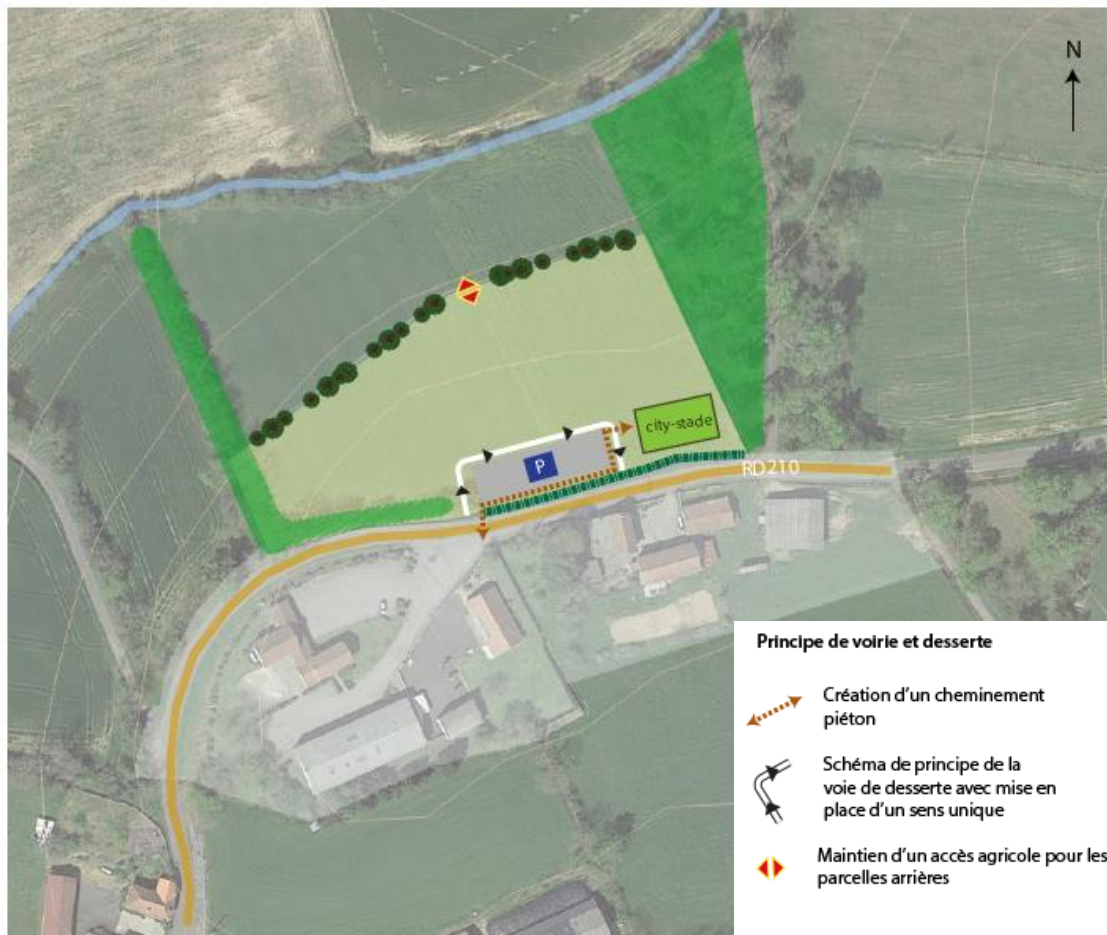 N
city-stade
P
RD210
Principe de voirie et desserte
Création d'un cheminement
piéton
Schéma de principe de la
voie de desserte avec mise en
place d'un sens unique
Maintien d'un accès agricole pour les
parcelles arrières